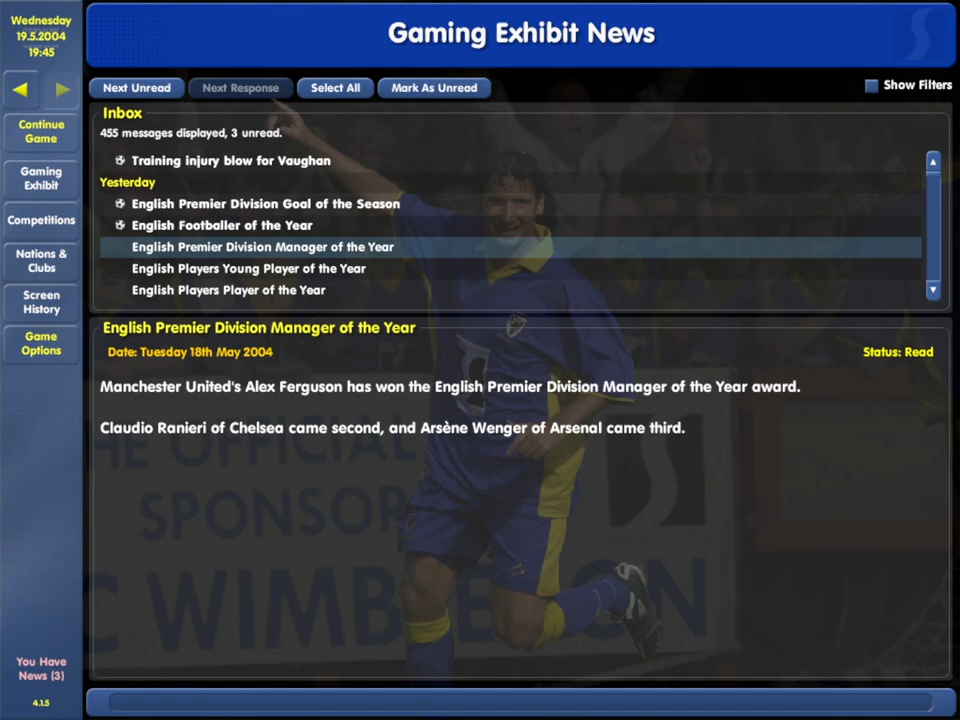 Wednesday
19.5.2004
19:45
Gaming Exhibit News
Next Unread
Next Response
Select All
Mark As Unread
Show Filters
Continue
Game
Gaming
Exhibit
Competitions
Nations &
Clubs
Screen
History
Game
Options
Inbox
455 messages displayed, 3 unread.
Training injury blow for Vaughan
Yesterday
English Premier Division Goal of the Season
English Footballer of the Year
English Premier Division Manager of the Year
English Players Young Player of the Year
English Players Player of the Year
English Premier Division Manager of the Year
Date: Tuesday 18th May 2004
Status: Read
Manchester United's Alex Ferguson has won the English Premier Division Manager of the Year award.
Claudio Ranieri of Chelsea came second, and Arsène Wenger of Arsenal came third.
HE OFFICIAL
SPONSOR
C WIMBLEDON
You Have
News (3)
4.1.5